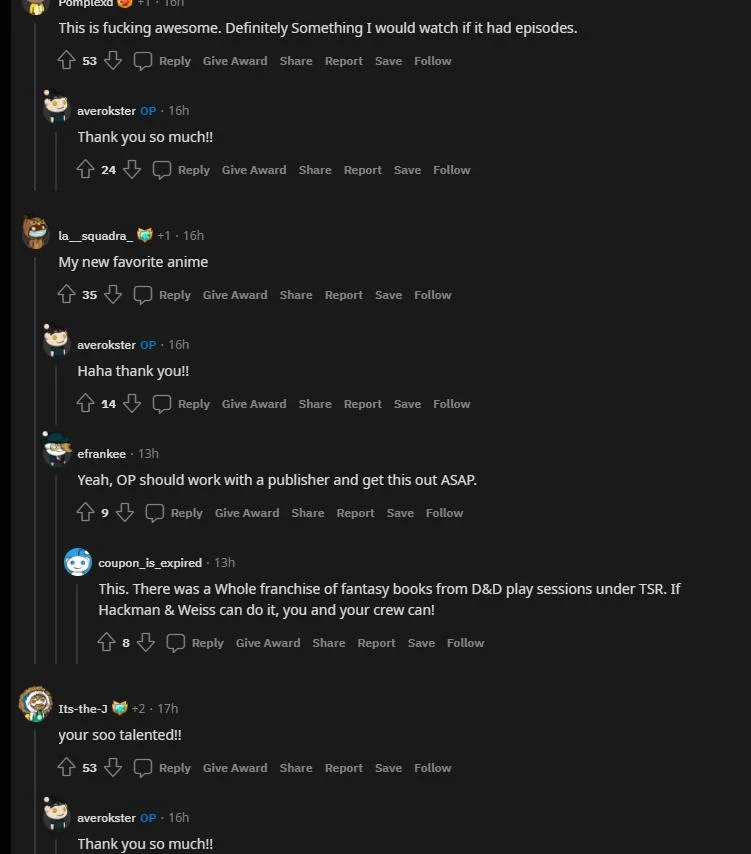 Pomplexd +1 · 16h
This is fucking awesome. Definitely Something I would watch if it had episodes.
53 Reply Give Award Share Report Save Follow
averokster OP · 16h
Thank you so much!!
24 Reply Give Award Share Report Save Follow
la__squadra_ +1 · 16h
My new favorite anime
35 Reply Give Award Share Report Save Follow
averokster OP · 16h
Haha thank you!!
14 Reply Give Award Share Report Save Follow
efrankee · 13h
Yeah, OP should work with a publisher and get this out ASAP.
9 Reply Give Award Share Report Save Follow
coupon_is_expired · 13h
This. There was a Whole franchise of fantasy books from D&D play sessions under TSR. If
Hackman & Weiss can do it, you and your crew can!
8 Reply Give Award Share Report Save Follow
Its-the-J +2 · 17h
your soo talented!!
53 Reply Give Award Share Report Save Follow
averokster OP · 16h
Thank you so much!!